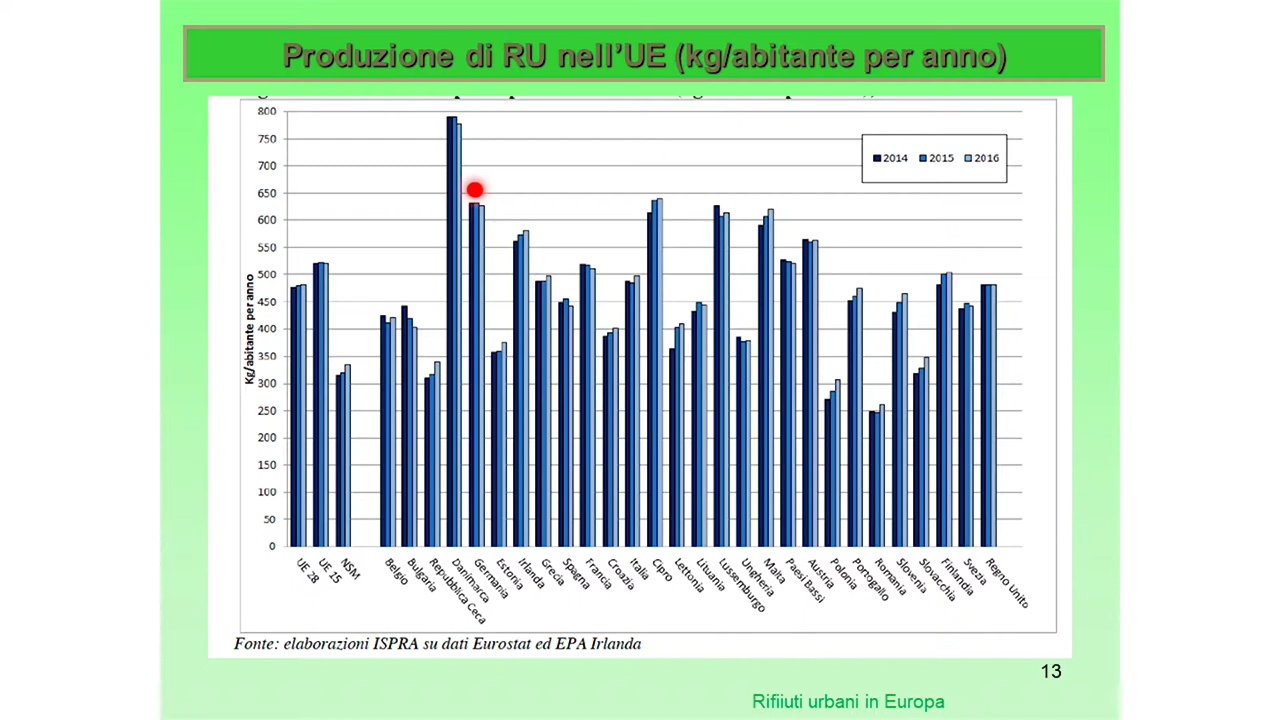 Produzione di RU nell'UE (kg/abitante per anno)
800
750
700
650
600
550
500
450
400
350
300
250
200
150
100
50
0
Kg/abitante per anno
2014 2015 2016
UE 28
UE 15
NSM
Belgio
Bulgaria
Repubblica Ceca
Danimarca
Germania
Estonia
Irlanda
Grecia
Spagna
Francia
Croazia
Italia
Cipro
Lettonia
Lituania
Lussemburgo
Ungheria
Malta
Paesi Bassi
Austria
Polonia
Portogallo
Romania
Slovenia
Slovacchia
Finlandia
Svezia
Regno Unito
Fonte: elaborazioni ISPRA su dati Eurostat ed EPA Irlanda
13
Rifiiuti urbani in Europa